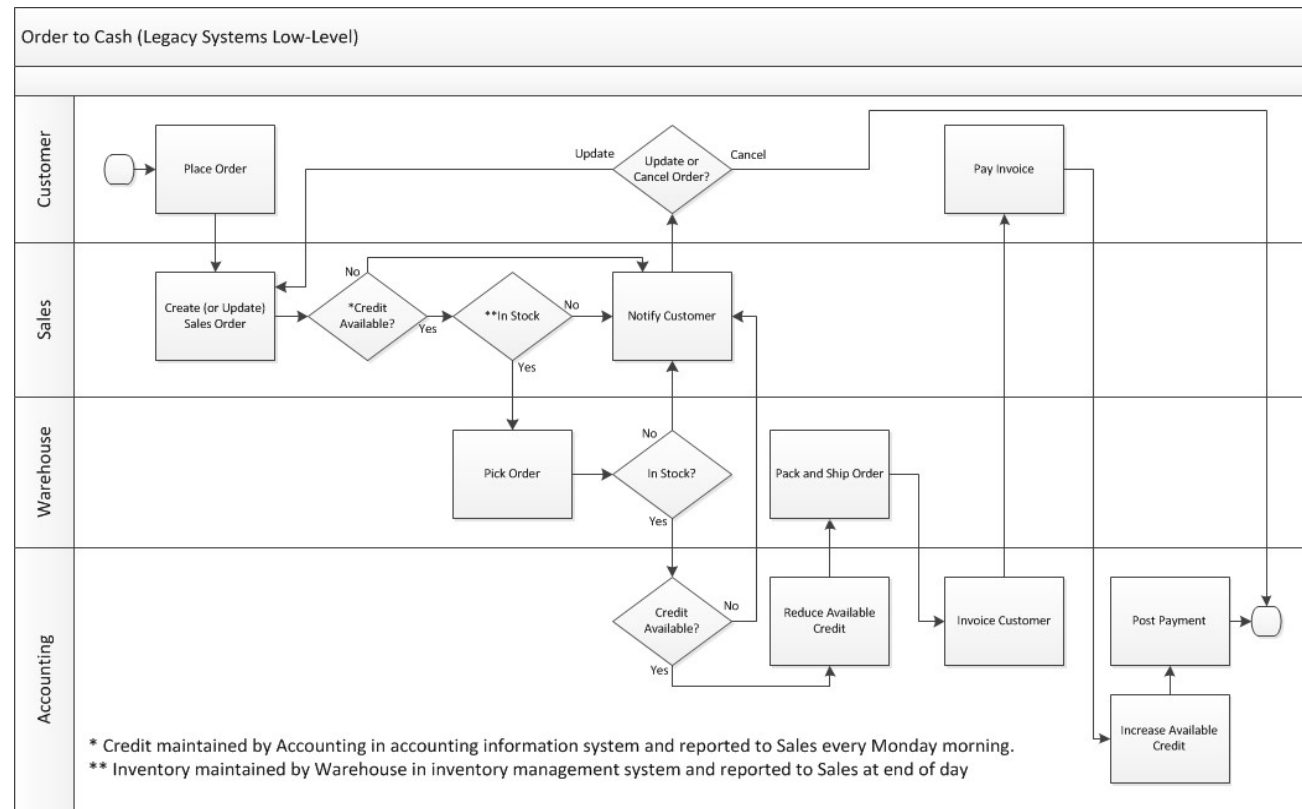 Order to Cash (Legacy Systems Low-Level)
Customer
Place Order
Update
Update or
Cancel Order?
Cancel
Pay Invoice
Sales
Create (or Update)
Sales Order
No
*Credit
Available?
Yes
**In Stock
No
Yes
Notify Customer
Warehouse
Pick Order
No
In Stock?
Yes
Pack and Ship Order
Accounting
Credit
Available?
No
Yes
Reduce Available
Credit
Invoice Customer
Post Payment
Increase Available
Credit
* Credit maintained by Accounting in accounting information system and reported to Sales every Monday morning.
** Inventory maintained by Warehouse in inventory management system and reported to Sales at end of day